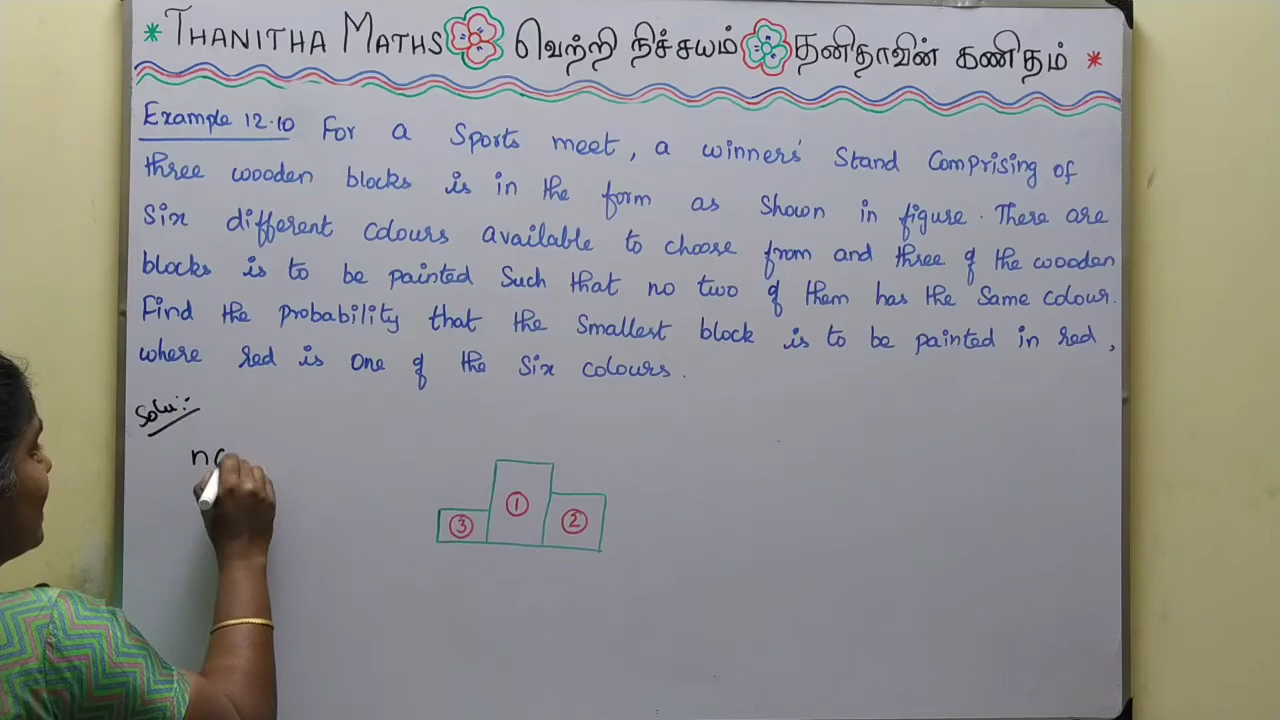 * THANITHA MATHS வெற்றி நிச்சயம் தனிதாவின் கணிதம் *
Example 12.10 For a Sports meet, a winners' Stand Comprising of
three wooden blocks is in the form as shown in figure. There are
Six different colours available to choose from and three of the wooden
blocks is to be painted Such that no two of them has the Same colour.
Find the probability that the Smallest block is to be painted in red,
where red is one of the Six colours.
Solu:-
n(
3 1 2